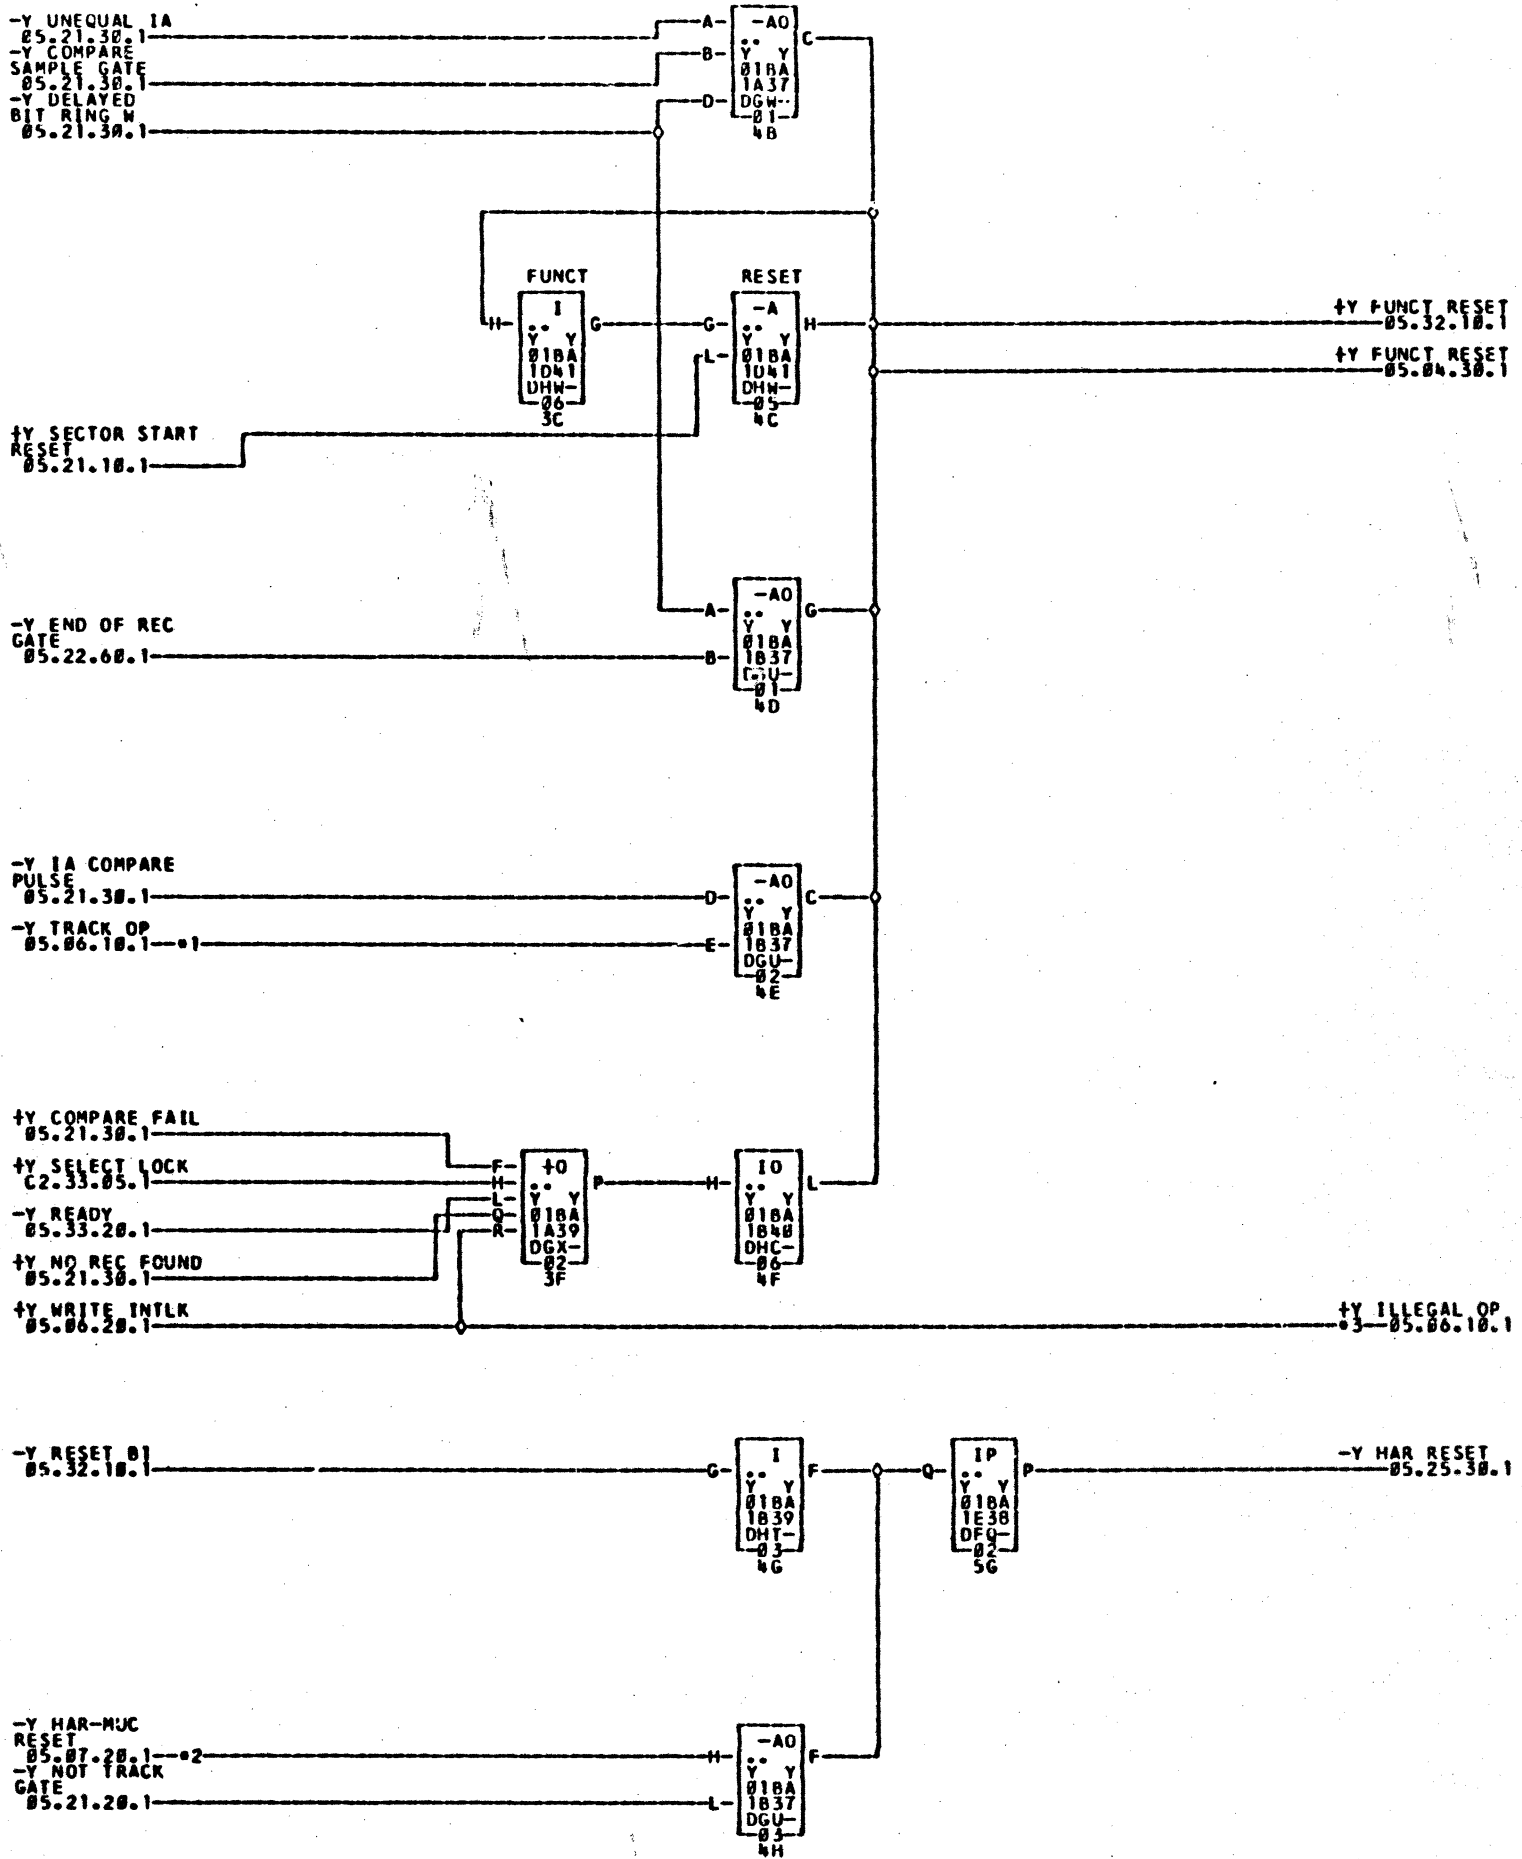 -Y UNEQUAL IA
05.21.30.1
-Y COMPARE
SAMPLE GATE
05.21.30.1
-Y DELAYED
BIT RING W
05.21.30.1
A
B
D
-AO
Y Y
01BA
1A37
DGW--
01
4B
C
FUNCT
H
I
Y Y
01BA
1D41
DHW-
06
3C
G
RESET
G
L
-A
Y Y
01BA
1D41
DHW-
05
4C
H
+Y FUNCT RESET
05.32.10.1
+Y FUNCT RESET
05.04.30.1
+Y SECTOR START
RESET
05.21.10.1
-Y END OF REC
GATE
05.22.60.1
A
B
-AO
Y Y
01BA
1B37
01
4D
G
-Y IA COMPARE
PULSE
05.21.30.1
-Y TRACK OP
05.06.10.1—*1
D
E
-AO
Y Y
01BA
1B37
DGU-
02
4E
C
+Y COMPARE FAIL
05.21.30.1
+Y SELECT LOCK
C2.33.05.1
-Y READY
05.33.20.1
+Y NO REC FOUND
05.21.30.1
+Y WRITE INTLK
05.06.20.1
F
H
L
Q
R
+O
Y Y
01BA
1A39
DGX-
02
3F
P
H
IO
Y Y
01BA
1B40
DHC-
06
4F
L
+Y ILLEGAL OP
*3—05.06.10.1
-Y RESET B1
05.32.10.1
G
I
Y Y
01BA
1B39
DHT-
03
4G
F
Q
IP
Y Y
01BA
1E38
DFQ-
02
5G
P
-Y HAR RESET
05.25.30.1
-Y HAR-MUC
RESET
05.07.20.1—*2
-Y NOT TRACK
GATE
05.21.20.1
H
L
-AO
Y Y
01BA
1B37
DGU-
03
4H
F